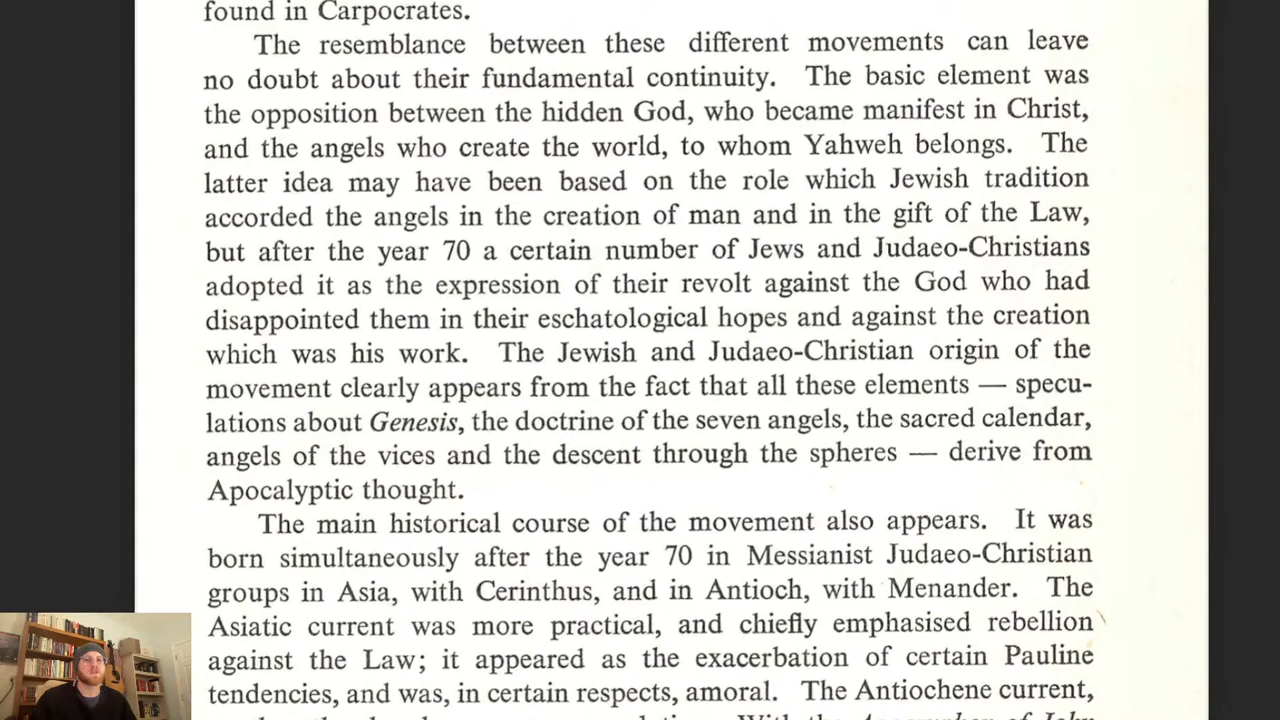 found in Carpocrates.
The resemblance between these different movements can leave
no doubt about their fundamental continuity. The basic element was
the opposition between the hidden God, who became manifest in Christ,
and the angels who create the world, to whom Yahweh belongs. The
latter idea may have been based on the role which Jewish tradition
accorded the angels in the creation of man and in the gift of the Law,
but after the year 70 a certain number of Jews and Judaeo-Christians
adopted it as the expression of their revolt against the God who had
disappointed them in their eschatological hopes and against the creation
which was his work. The Jewish and Judaeo-Christian origin of the
movement clearly appears from the fact that all these elements — specu-
lations about Genesis, the doctrine of the seven angels, the sacred calendar,
angels of the vices and the descent through the spheres — derive from
Apocalyptic thought.
The main historical course of the movement also appears. It was
born simultaneously after the year 70 in Messianist Judaeo-Christian
groups in Asia, with Cerinthus, and in Antioch, with Menander. The
Asiatic current was more practical, and chiefly emphasised rebellion
against the Law; it appeared as the exacerbation of certain Pauline
tendencies, and was, in certain respects, amoral. The Antiochene current,